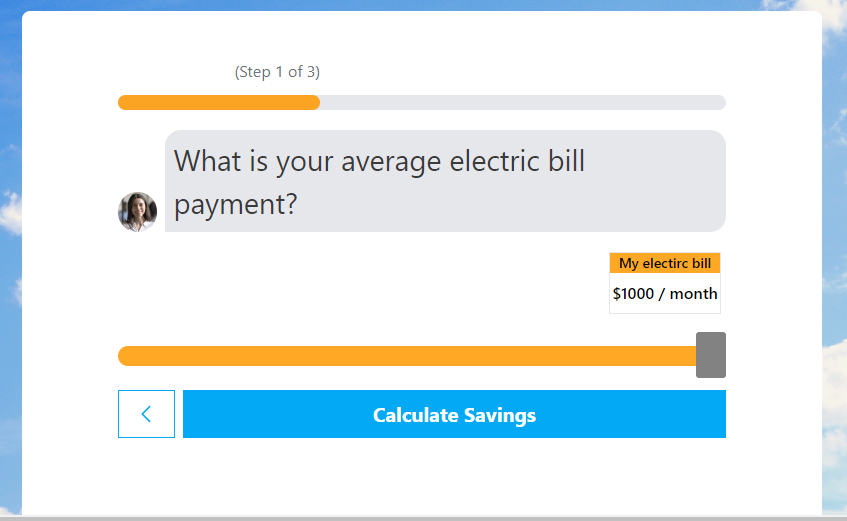 (Step 1 of 3)
What is your average electric bill
payment?
My electirc bill
$1000 / month
Calculate Savings